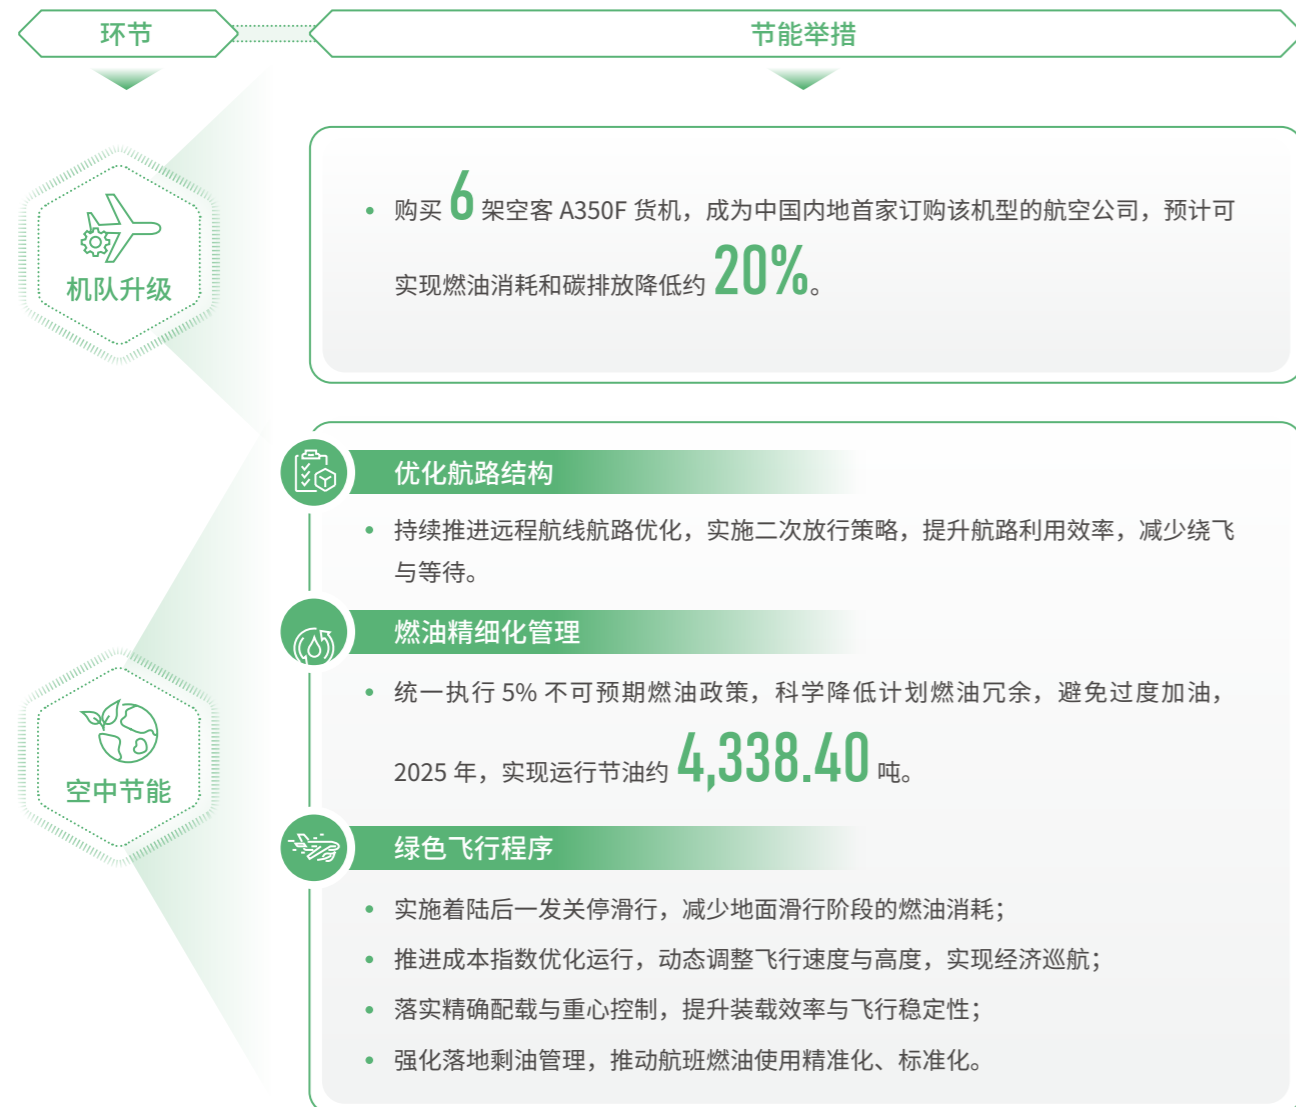 环节
节能举措
机队升级
• 购买 6 架空客 A350F 货机，成为中国内地首家订购该机型的航空公司，预计可
实现燃油消耗和碳排放降低约 20%。
空中节能
优化航路结构
• 持续推进远程航线航路优化，实施二次放行策略，提升航路利用效率，减少绕飞
与等待。
燃油精细化管理
• 统一执行 5% 不可预期燃油政策，科学降低计划燃油冗余，避免过度加油，
2025 年，实现运行节油约 4,338.40 吨。
绿色飞行程序
• 实施着陆后一发关停滑行，减少地面滑行阶段的燃油消耗；
• 推进成本指数优化运行，动态调整飞行速度与高度，实现经济巡航；
• 落实精确配载与重心控制，提升装载效率与飞行稳定性；
• 强化落地剩油管理，推动航班燃油使用精准化、标准化。